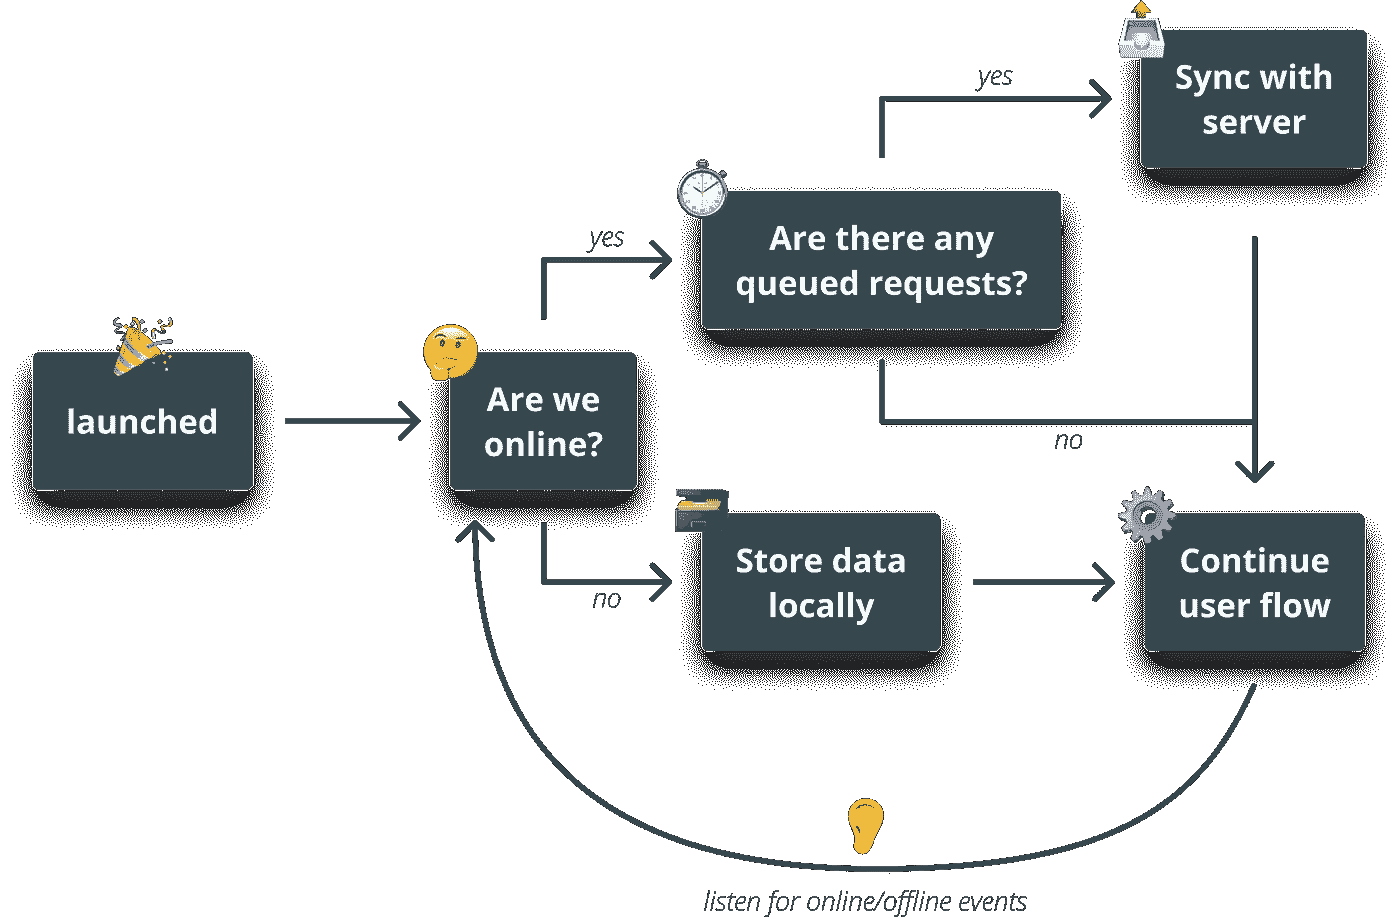 yes
Sync with
server
yes
Are there any
queued requests?
launched
Are we
online?
no
no
Store data
locally
Continue
user flow
listen for online/offline events